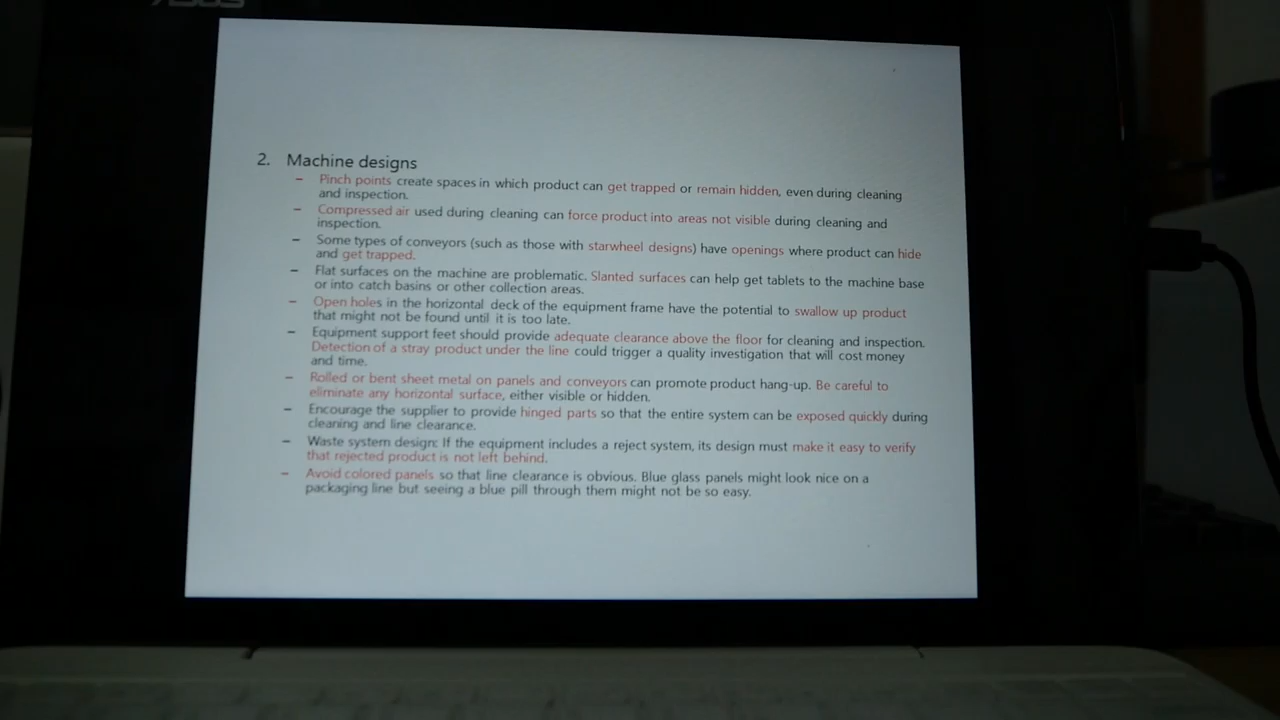 2. Machine designs
– Pinch points create spaces in which product can get trapped or remain hidden, even during cleaning
and inspection.
– Compressed air used during cleaning can force product into areas not visible during cleaning and
inspection.
– Some types of conveyors (such as those with starwheel designs) have openings where product can hide
and get trapped.
– Flat surfaces on the machine are problematic. Slanted surfaces can help get tablets to the machine base
or into catch basins or other collection areas.
– Open holes in the horizontal deck of the equipment frame have the potential to swallow up product
that might not be found until it is too late.
– Equipment support feet should provide adequate clearance above the floor for cleaning and inspection.
Detection of a stray product under the line could trigger a quality investigation that will cost money
and time.
– Rolled or bent sheet metal on panels and conveyors can promote product hang-up. Be careful to
eliminate any horizontal surface, either visible or hidden.
– Encourage the supplier to provide hinged parts so that the entire system can be exposed quickly during
cleaning and line clearance.
– Waste system design: If the equipment includes a reject system, its design must make it easy to verify
that rejected product is not left behind.
– Avoid colored panels so that line clearance is obvious. Blue glass panels might look nice on a
packaging line but seeing a blue pill through them might not be so easy.